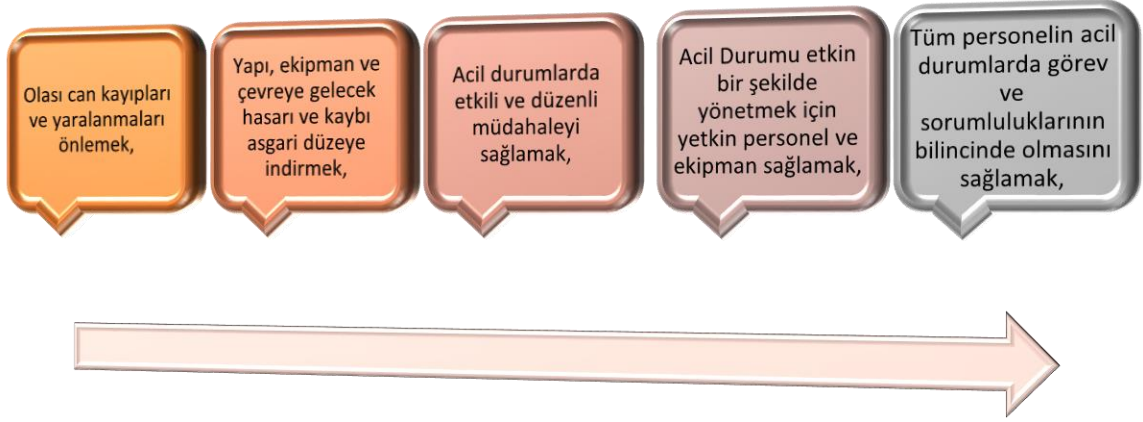 Olası can kayıpları
ve yaralanmaları
önlemek,
Yapı, ekipman ve
çevreye gelecek
hasarı ve kaybı
asgari düzeye
indirmek,
Acil durumlarda
etkili ve düzenli
müdahaleyi
sağlamak,
Acil Durumu etkin
bir şekilde
yönetmek için
yetkin personel ve
ekipman sağlamak,
Tüm personelin acil
durumlarda görev
ve
sorumluluklarının
bilincinde olmasını
sağlamak,